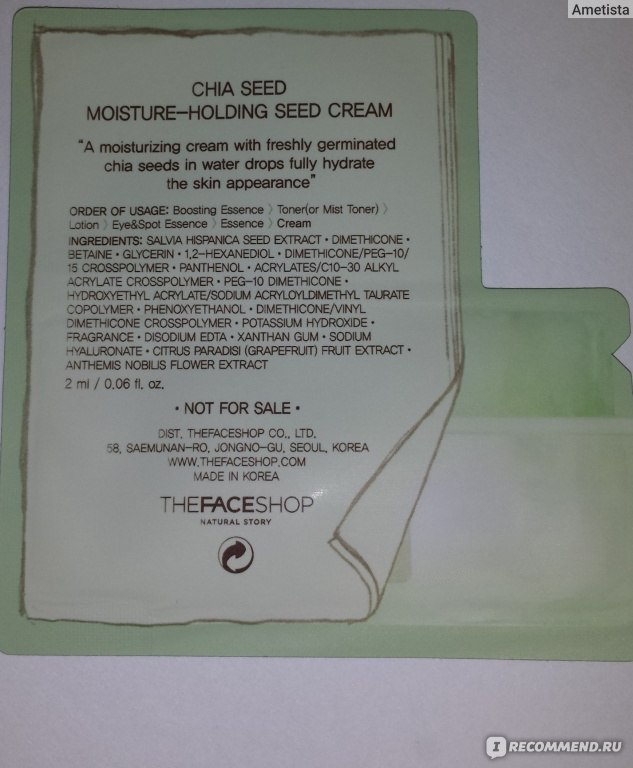 Ametista
CHIA SEED
MOISTURE-HOLDING SEED CREAM
"A moisturizing cream with freshly germinated
chia seeds in water drops fully hydrate
the skin appearance"
ORDER OF USAGE: Boosting Essence 〉 Toner(or Mist Toner) 〉
Lotion 〉 Eye&Spot Essence 〉 Essence 〉 Cream
INGREDIENTS: SALVIA HISPANICA SEED EXTRACT • DIMETHICONE •
BETAINE • GLYCERIN • 1,2-HEXANEDIOL • DIMETHICONE/PEG-10/
15 CROSSPOLYMER • PANTHENOL • ACRYLATES/C10-30 ALKYL
ACRYLATE CROSSPOLYMER • PEG-10 DIMETHICONE •
HYDROXYETHYL ACRYLATE/SODIUM ACRYLOYLDIMETHYL TAURATE
COPOLYMER • PHENOXYETHANOL • DIMETHICONE/VINYL
DIMETHICONE CROSSPOLYMER • POTASSIUM HYDROXIDE •
FRAGRANCE • DISODIUM EDTA • XANTHAN GUM • SODIUM
HYALURONATE • CITRUS PARADISI (GRAPEFRUIT) FRUIT EXTRACT •
ANTHEMIS NOBILIS FLOWER EXTRACT
2 ml / 0.06 fl. oz.
• NOT FOR SALE •
DIST. THEFACESHOP CO., LTD.
58, SAEMUNAN-RO, JONGNO-GU, SEOUL, KOREA
WWW.THEFACESHOP.COM
MADE IN KOREA
THEFACESHOP
NATURAL STORY
IRECOMMEND.RU